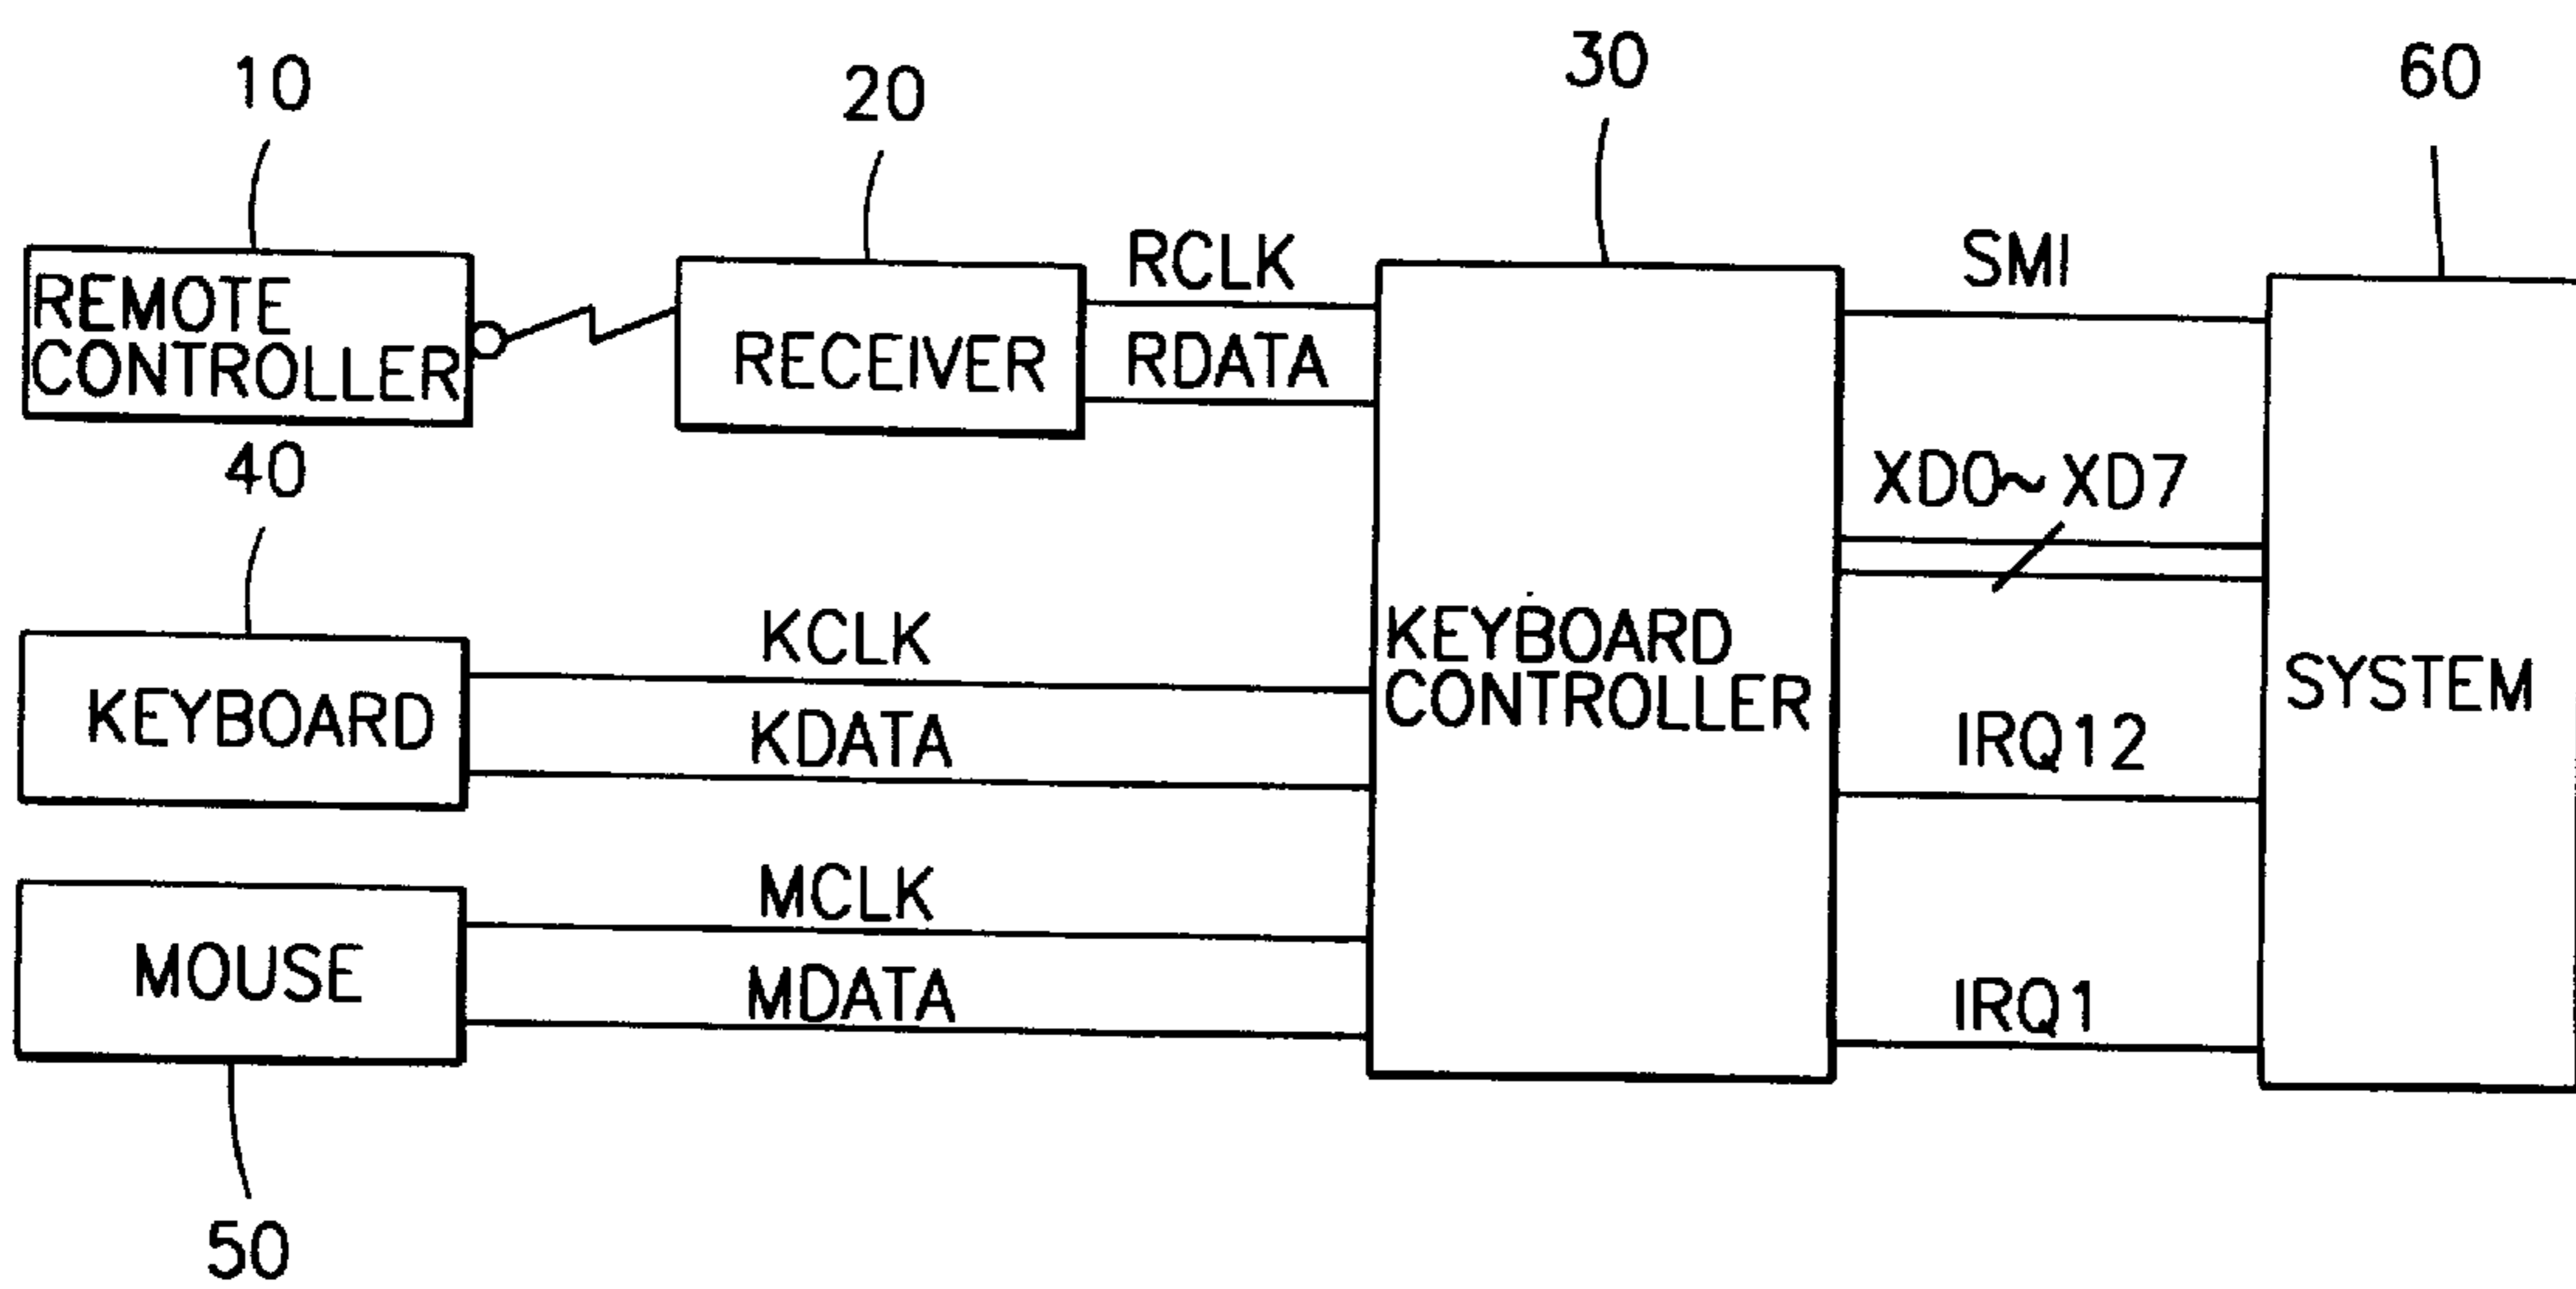 10
20
30
60
REMOTE
CONTROLLER
RECEIVER
RCLK
RDATA
SMI
XD0~XD7
40
KEYBOARD
KCLK
KDATA
KEYBOARD
CONTROLLER
IRQ12
SYSTEM
MOUSE
MCLK
MDATA
IRQ1
50